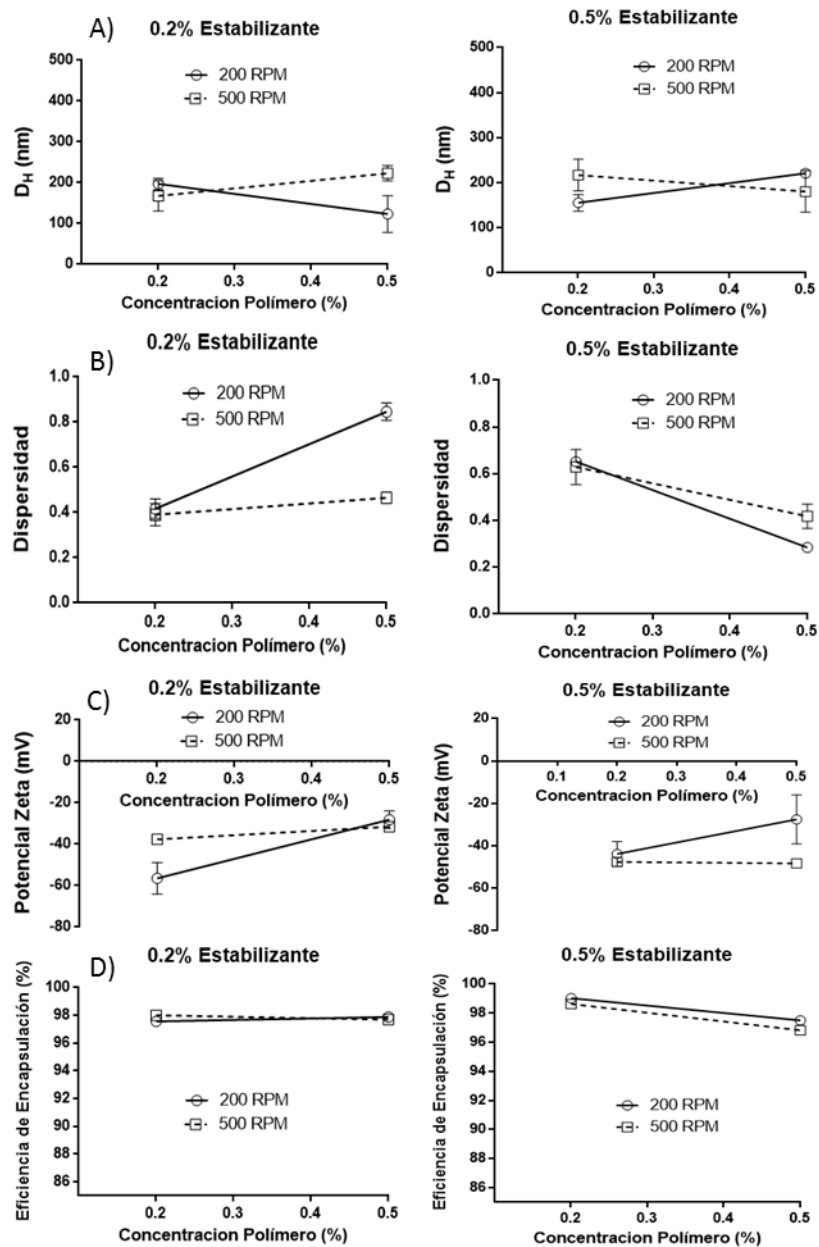 A)
0.2% Estabilizante
200 RPM
500 RPM
D_H (nm)
500
400
300
200
100
0
0.2
0.3
0.4
0.5
Concentracion Polímero (%)
0.5% Estabilizante
200 RPM
500 RPM
D_H (nm)
500
400
300
200
100
0
0.2
0.3
0.4
0.5
Concentracion Polímero (%)
B)
0.2% Estabilizante
200 RPM
500 RPM
Dispersidad
1.0
0.8
0.6
0.4
0.2
0.0
0.2
0.3
0.4
0.5
Concentracion Polímero (%)
0.5% Estabilizante
200 RPM
500 RPM
Dispersidad
1.0
0.8
0.6
0.4
0.2
0.0
0.2
0.3
0.4
0.5
Concentracion Polímero (%)
C)
0.2% Estabilizante
200 RPM
500 RPM
Potencial Zeta (mV)
20
0
-20
-40
-60
-80
0.2
0.3
0.4
0.5
Concentracion Polímero (%)
0.5% Estabilizante
200 RPM
500 RPM
Potencial Zeta (mV)
20
0
-20
-40
-60
-80
0.1
0.2
0.3
0.4
0.5
Concentracion Polímero (%)
D)
0.2% Estabilizante
Eficiencia de Encapsulación (%)
100
98
96
94
92
90
88
86
200 RPM
500 RPM
0.2
0.3
0.4
0.5
Concentracion Polímero (%)
0.5% Estabilizante
Eficiencia de Encapsulación (%)
100
98
96
94
92
90
88
86
200 RPM
500 RPM
0.2
0.3
0.4
0.5
Concentracion Polímero (%)